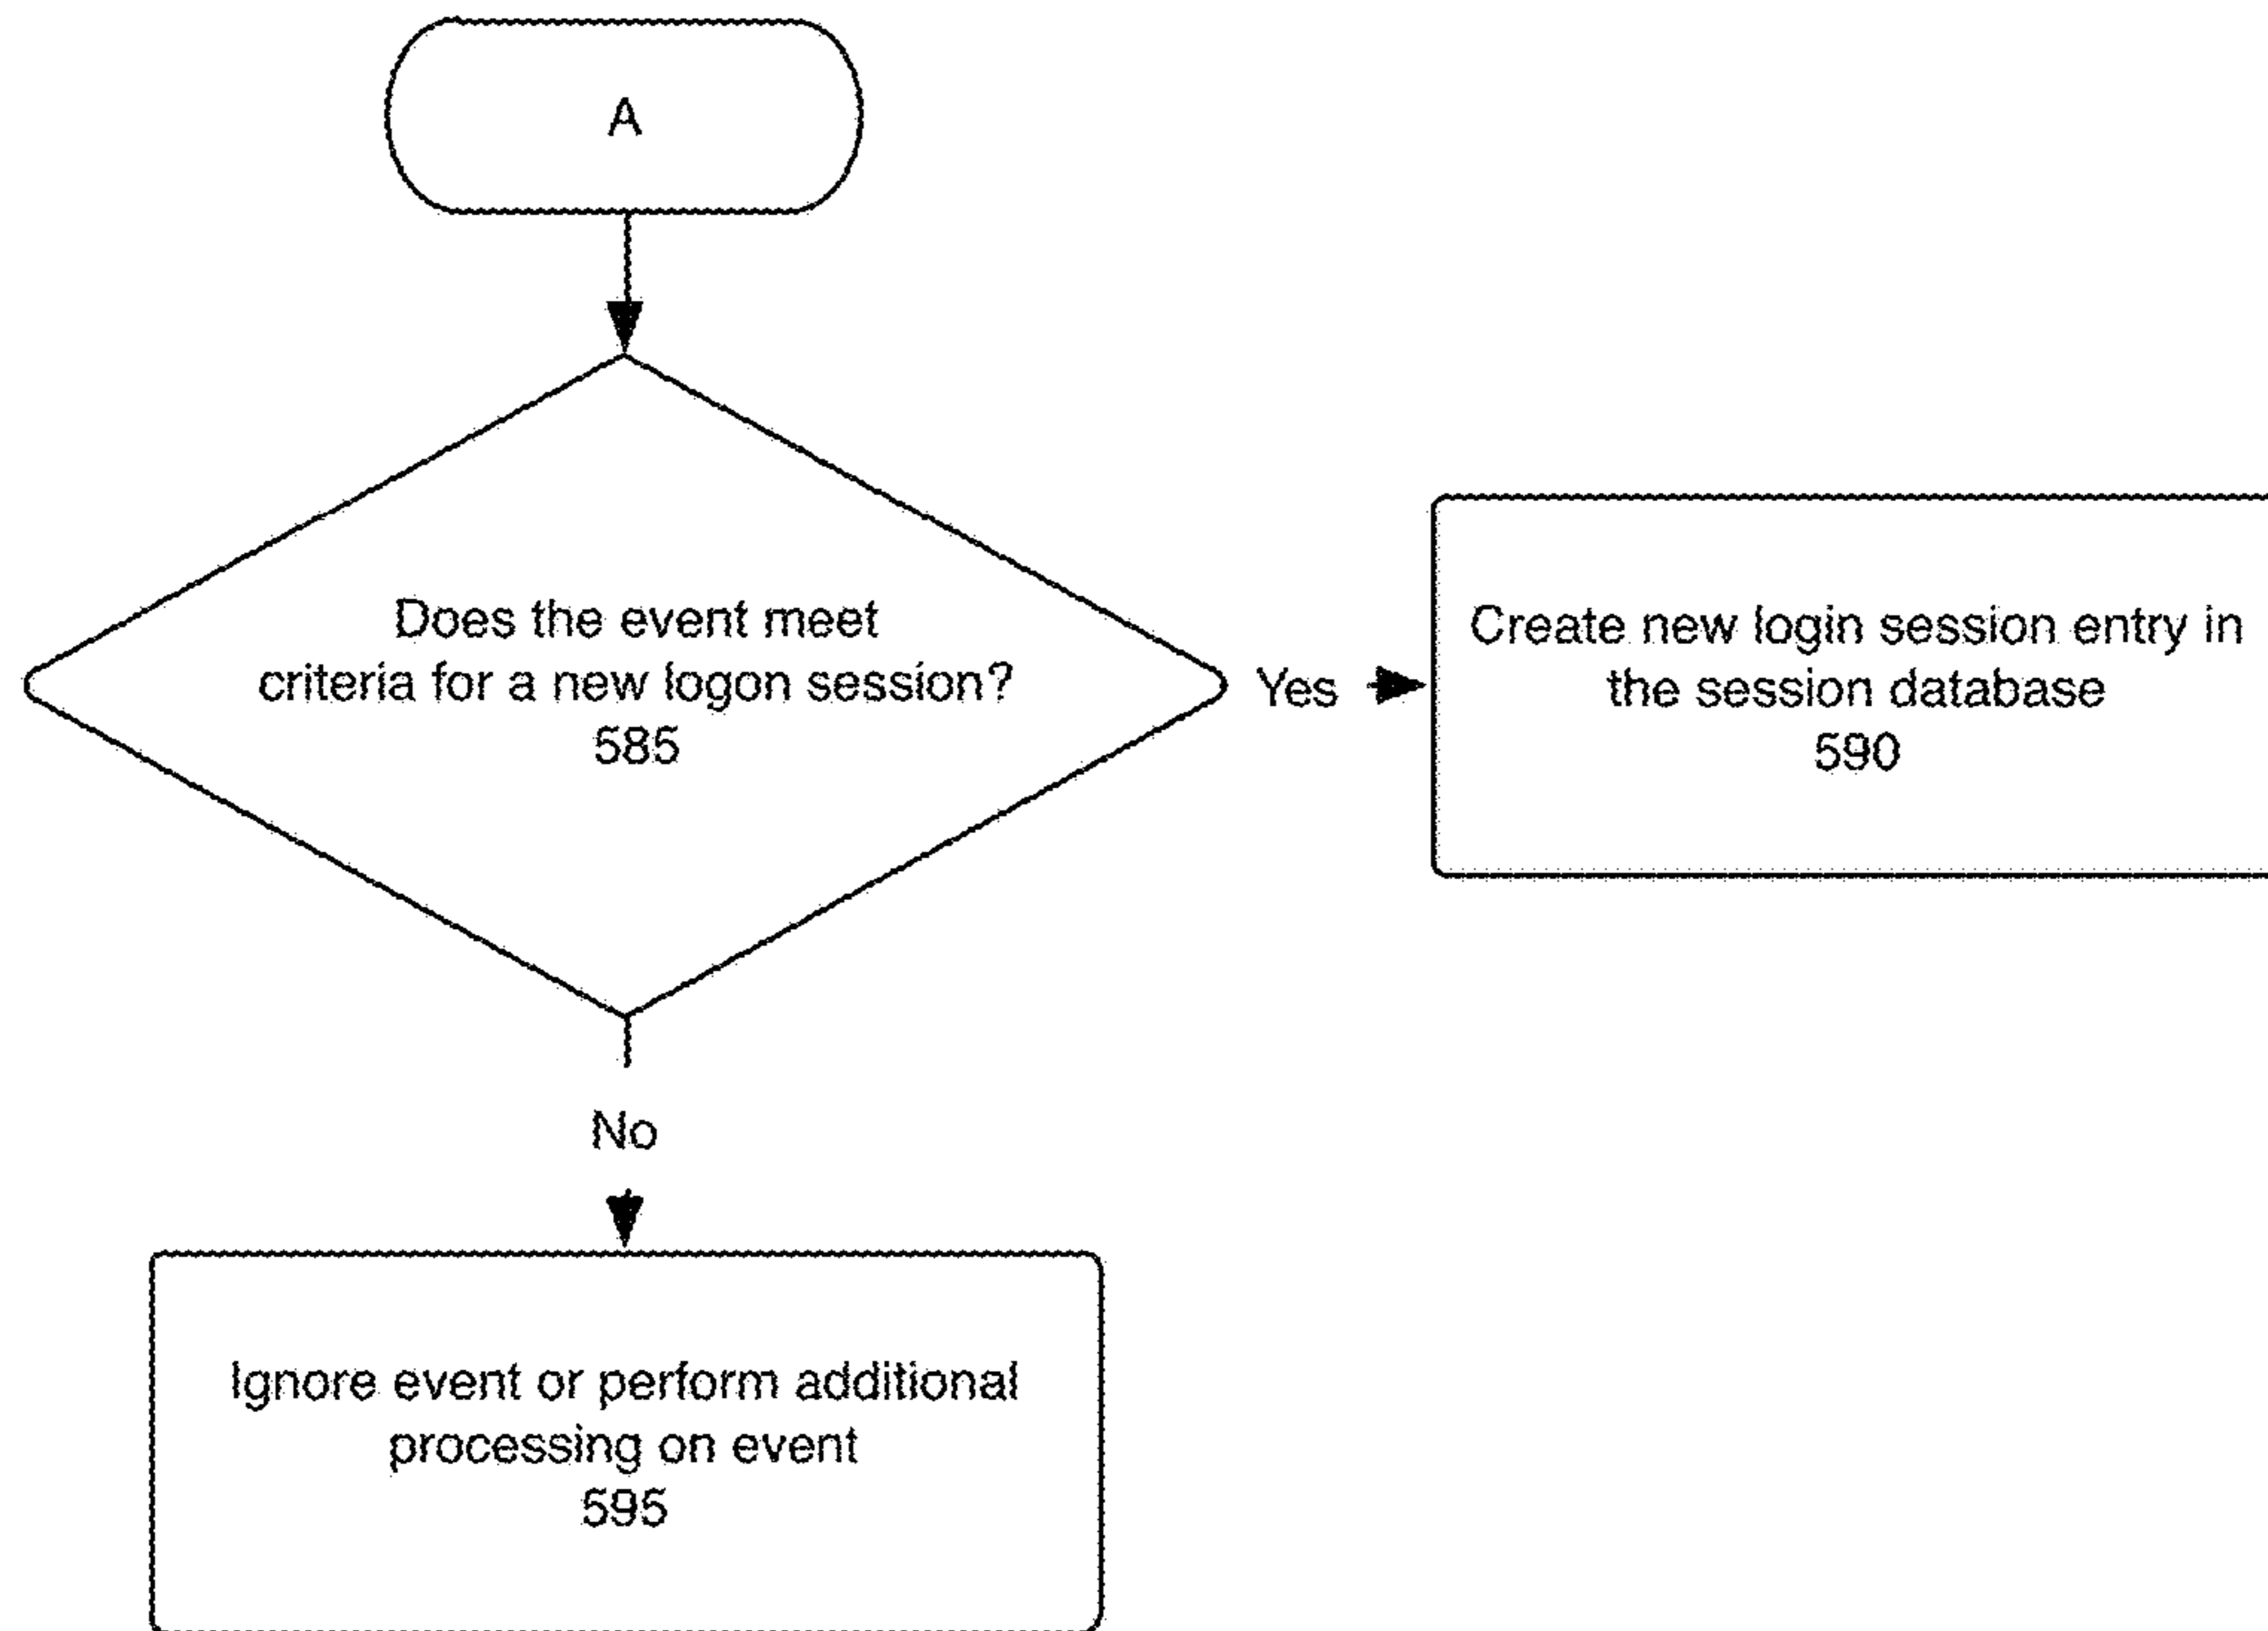 A
Does the event meet
criteria for a new logon session?
585
Yes
Create new login session entry in
the session database
590
No
Ignore event or perform additional
processing on event
595